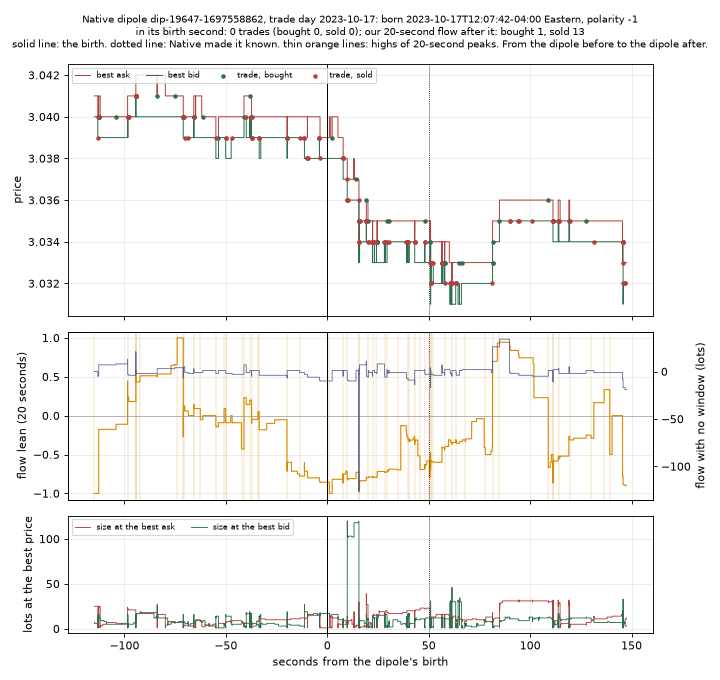 Native dipole dip-19647-1697558862, trade day 2023-10-17: born 2023-10-17T12:07:42-04:00 Eastern, polarity -1
in its birth second: 0 trades (bought 0, sold 0); our 20-second flow after it: bought 1, sold 13
solid line: the birth. dotted line: Native made it known. thin orange lines: highs of 20-second peaks. From the dipole before to the dipole after.
best ask
best bid
trade, bought
trade, sold
3.042
3.040
3.038
3.036
3.034
3.032
price
1.0
0.5
0.0
−0.5
−1.0
flow lean (20 seconds)
0
−50
−100
flow with no window (lots)
size at the best ask
size at the best bid
100
50
0
lots at the best price
−100
−50
0
50
100
150
seconds from the dipole's birth